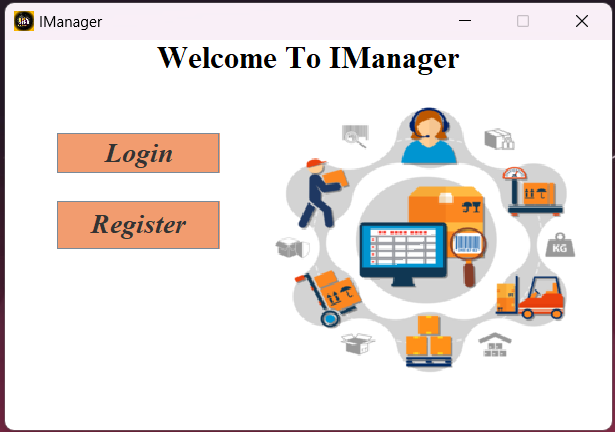 IManager
Welcome To IManager
Login
Register
KG